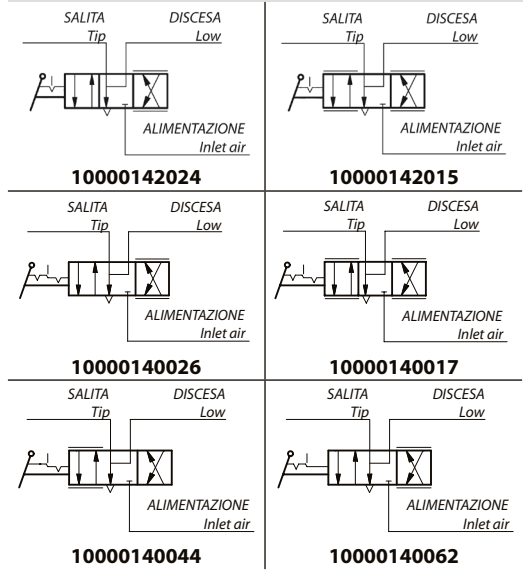 SALITA DISCESA
Tip Low
ALIMENTAZIONE
Inlet air
10000142024
SALITA DISCESA
Tip Low
ALIMENTAZIONE
Inlet air
10000142015
SALITA DISCESA
Tip Low
ALIMENTAZIONE
Inlet air
10000140026
SALITA DISCESA
Tip Low
ALIMENTAZIONE
Inlet air
10000140017
SALITA DISCESA
Tip Low
ALIMENTAZIONE
Inlet air
10000140044
SALITA DISCESA
Tip Low
ALIMENTAZIONE
Inlet air
10000140062